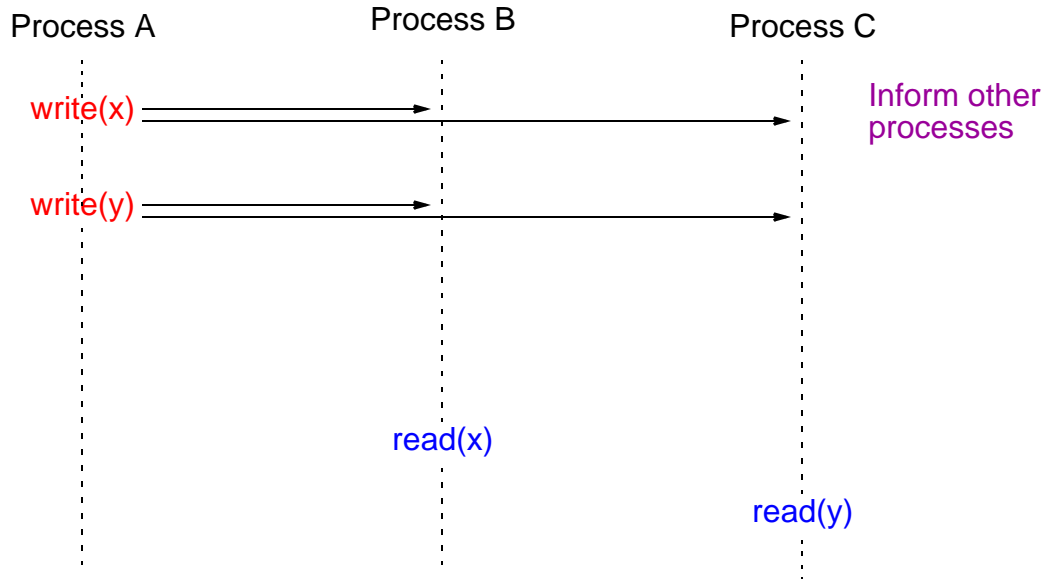 Process A
Process B
Process C
write(x)
Inform other
processes
write(y)
read(x)
read(y)